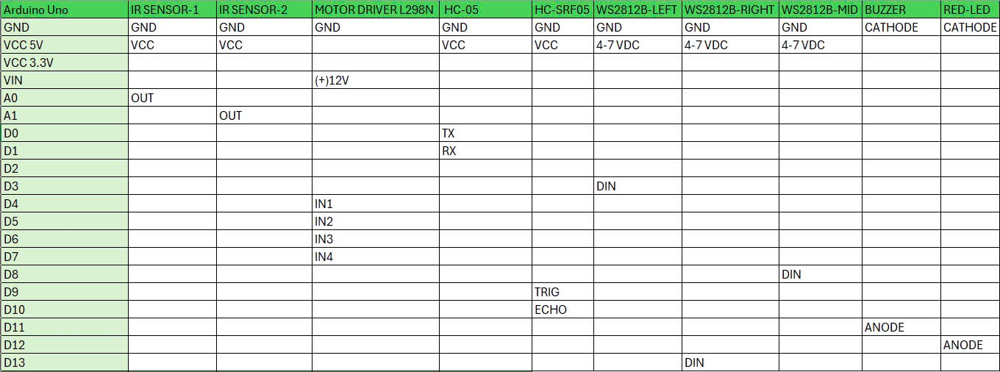 Arduino Uno IR SENSOR-1 IR SENSOR-2 MOTOR DRIVER L298N HC-05 HC-SRF05 WS2812B-LEFT WS2812B-RIGHT WS2812B-MID BUZZER RED-LED
GND GND GND GND GND GND GND GND GND CATHODE CATHODE
VCC 5V VCC VCC VCC VCC 4-7 VDC 4-7 VDC 4-7 VDC
VCC 3.3V
VIN (+)12V
A0 OUT
A1 OUT
D0 TX
D1 RX
D2
D3 DIN
D4 IN1
D5 IN2
D6 IN3
D7 IN4
D8 DIN
D9 TRIG
D10 ECHO
D11 ANODE
D12 ANODE
D13 DIN